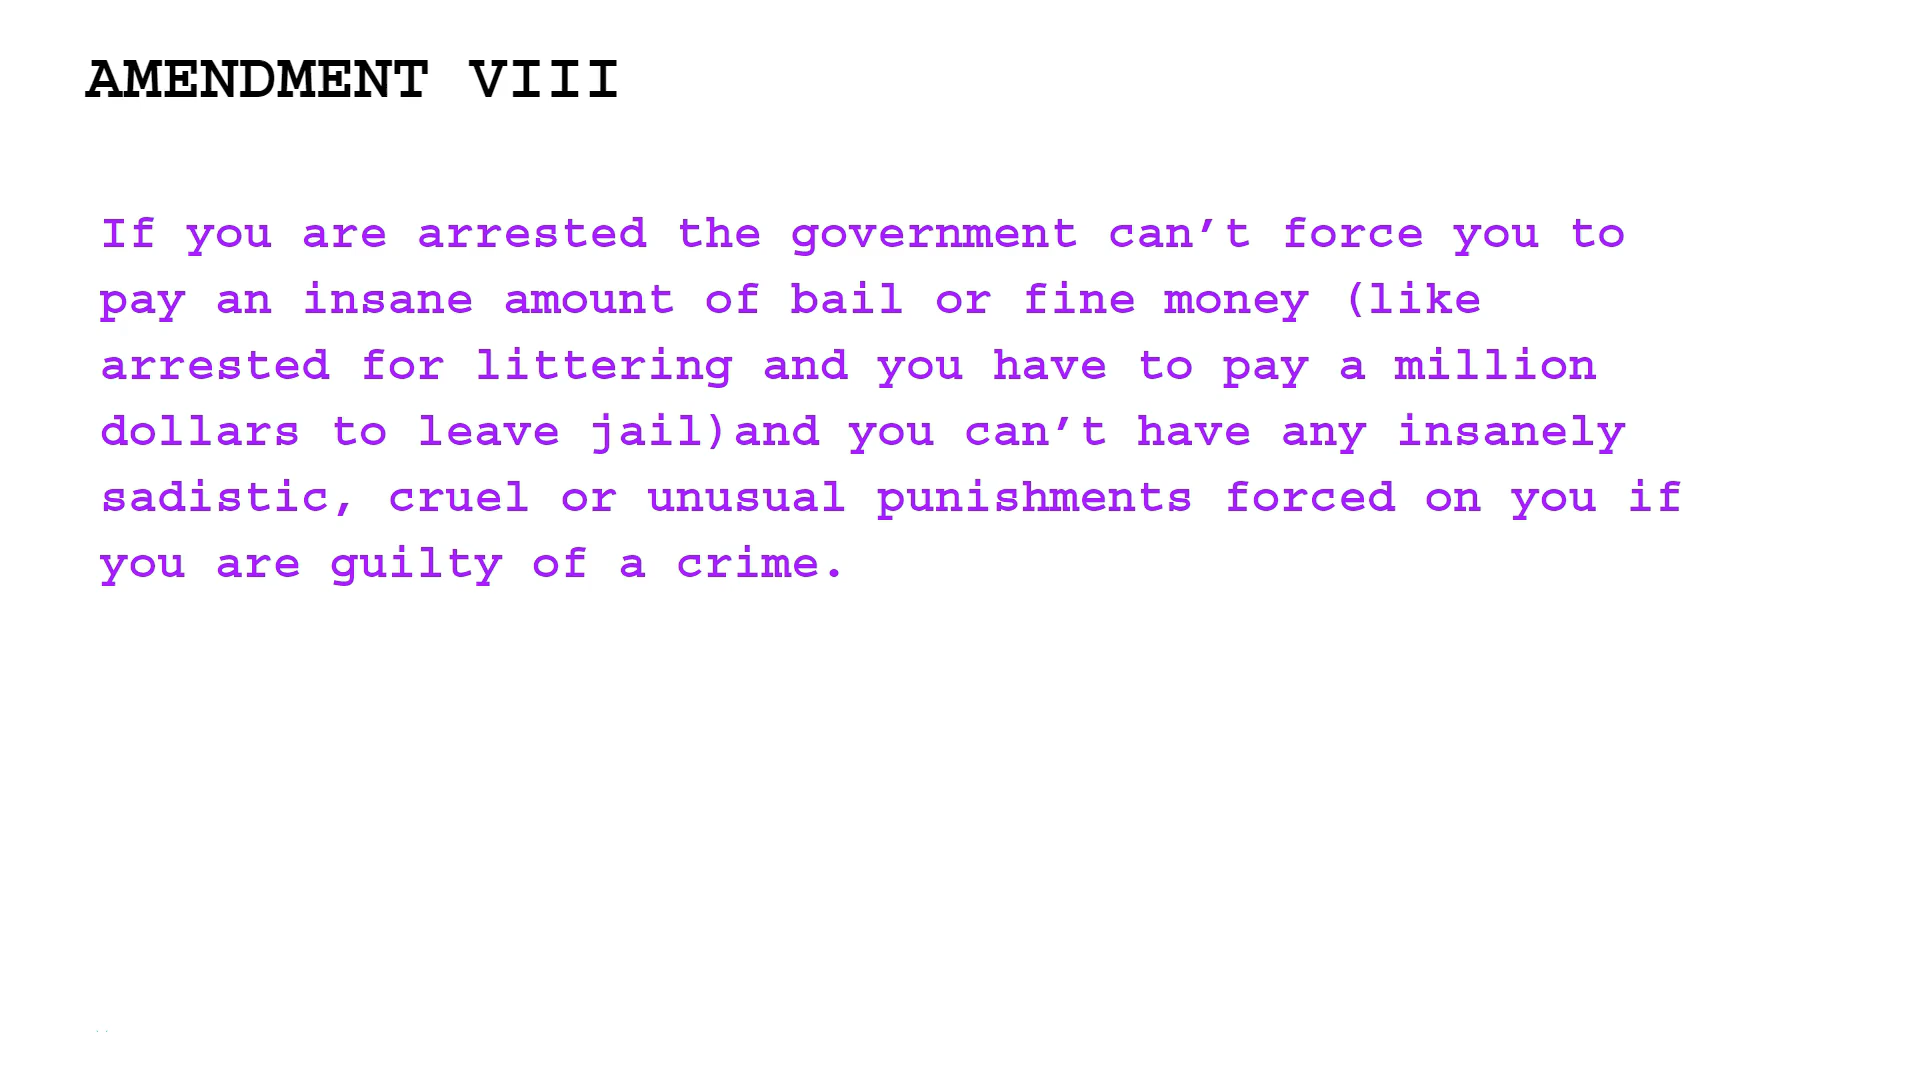 AMENDMENT VIII
If you are arrested the government can’t force you to
pay an insane amount of bail or fine money (like
arrested for littering and you have to pay a million
dollars to leave jail)and you can’t have any insanely
sadistic, cruel or unusual punishments forced on you if
you are guilty of a crime.
..